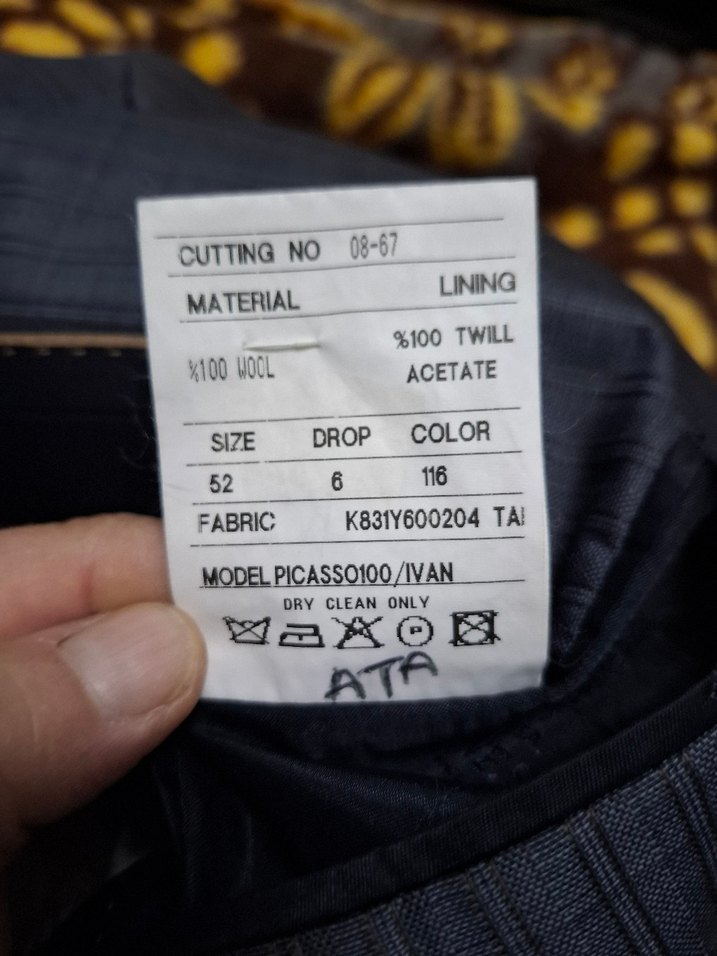 CUTTING NO 08-67
MATERIAL LINING
%100 WOOL %100 TWILL
ACETATE
SIZE DROP COLOR
52 6 116
FABRIC K831Y600204 TA
MODEL PICASSO100/IVAN
DRY CLEAN ONLY
P
ATA